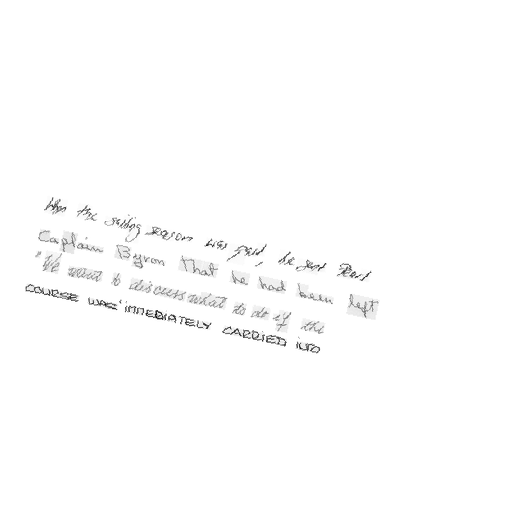 When the sailing season was past, he sent Pearl
Captain Byron that he had been left
"We want to discuss what to do if the
COURSE WAS IMMEDIATELY CARRIED INTO